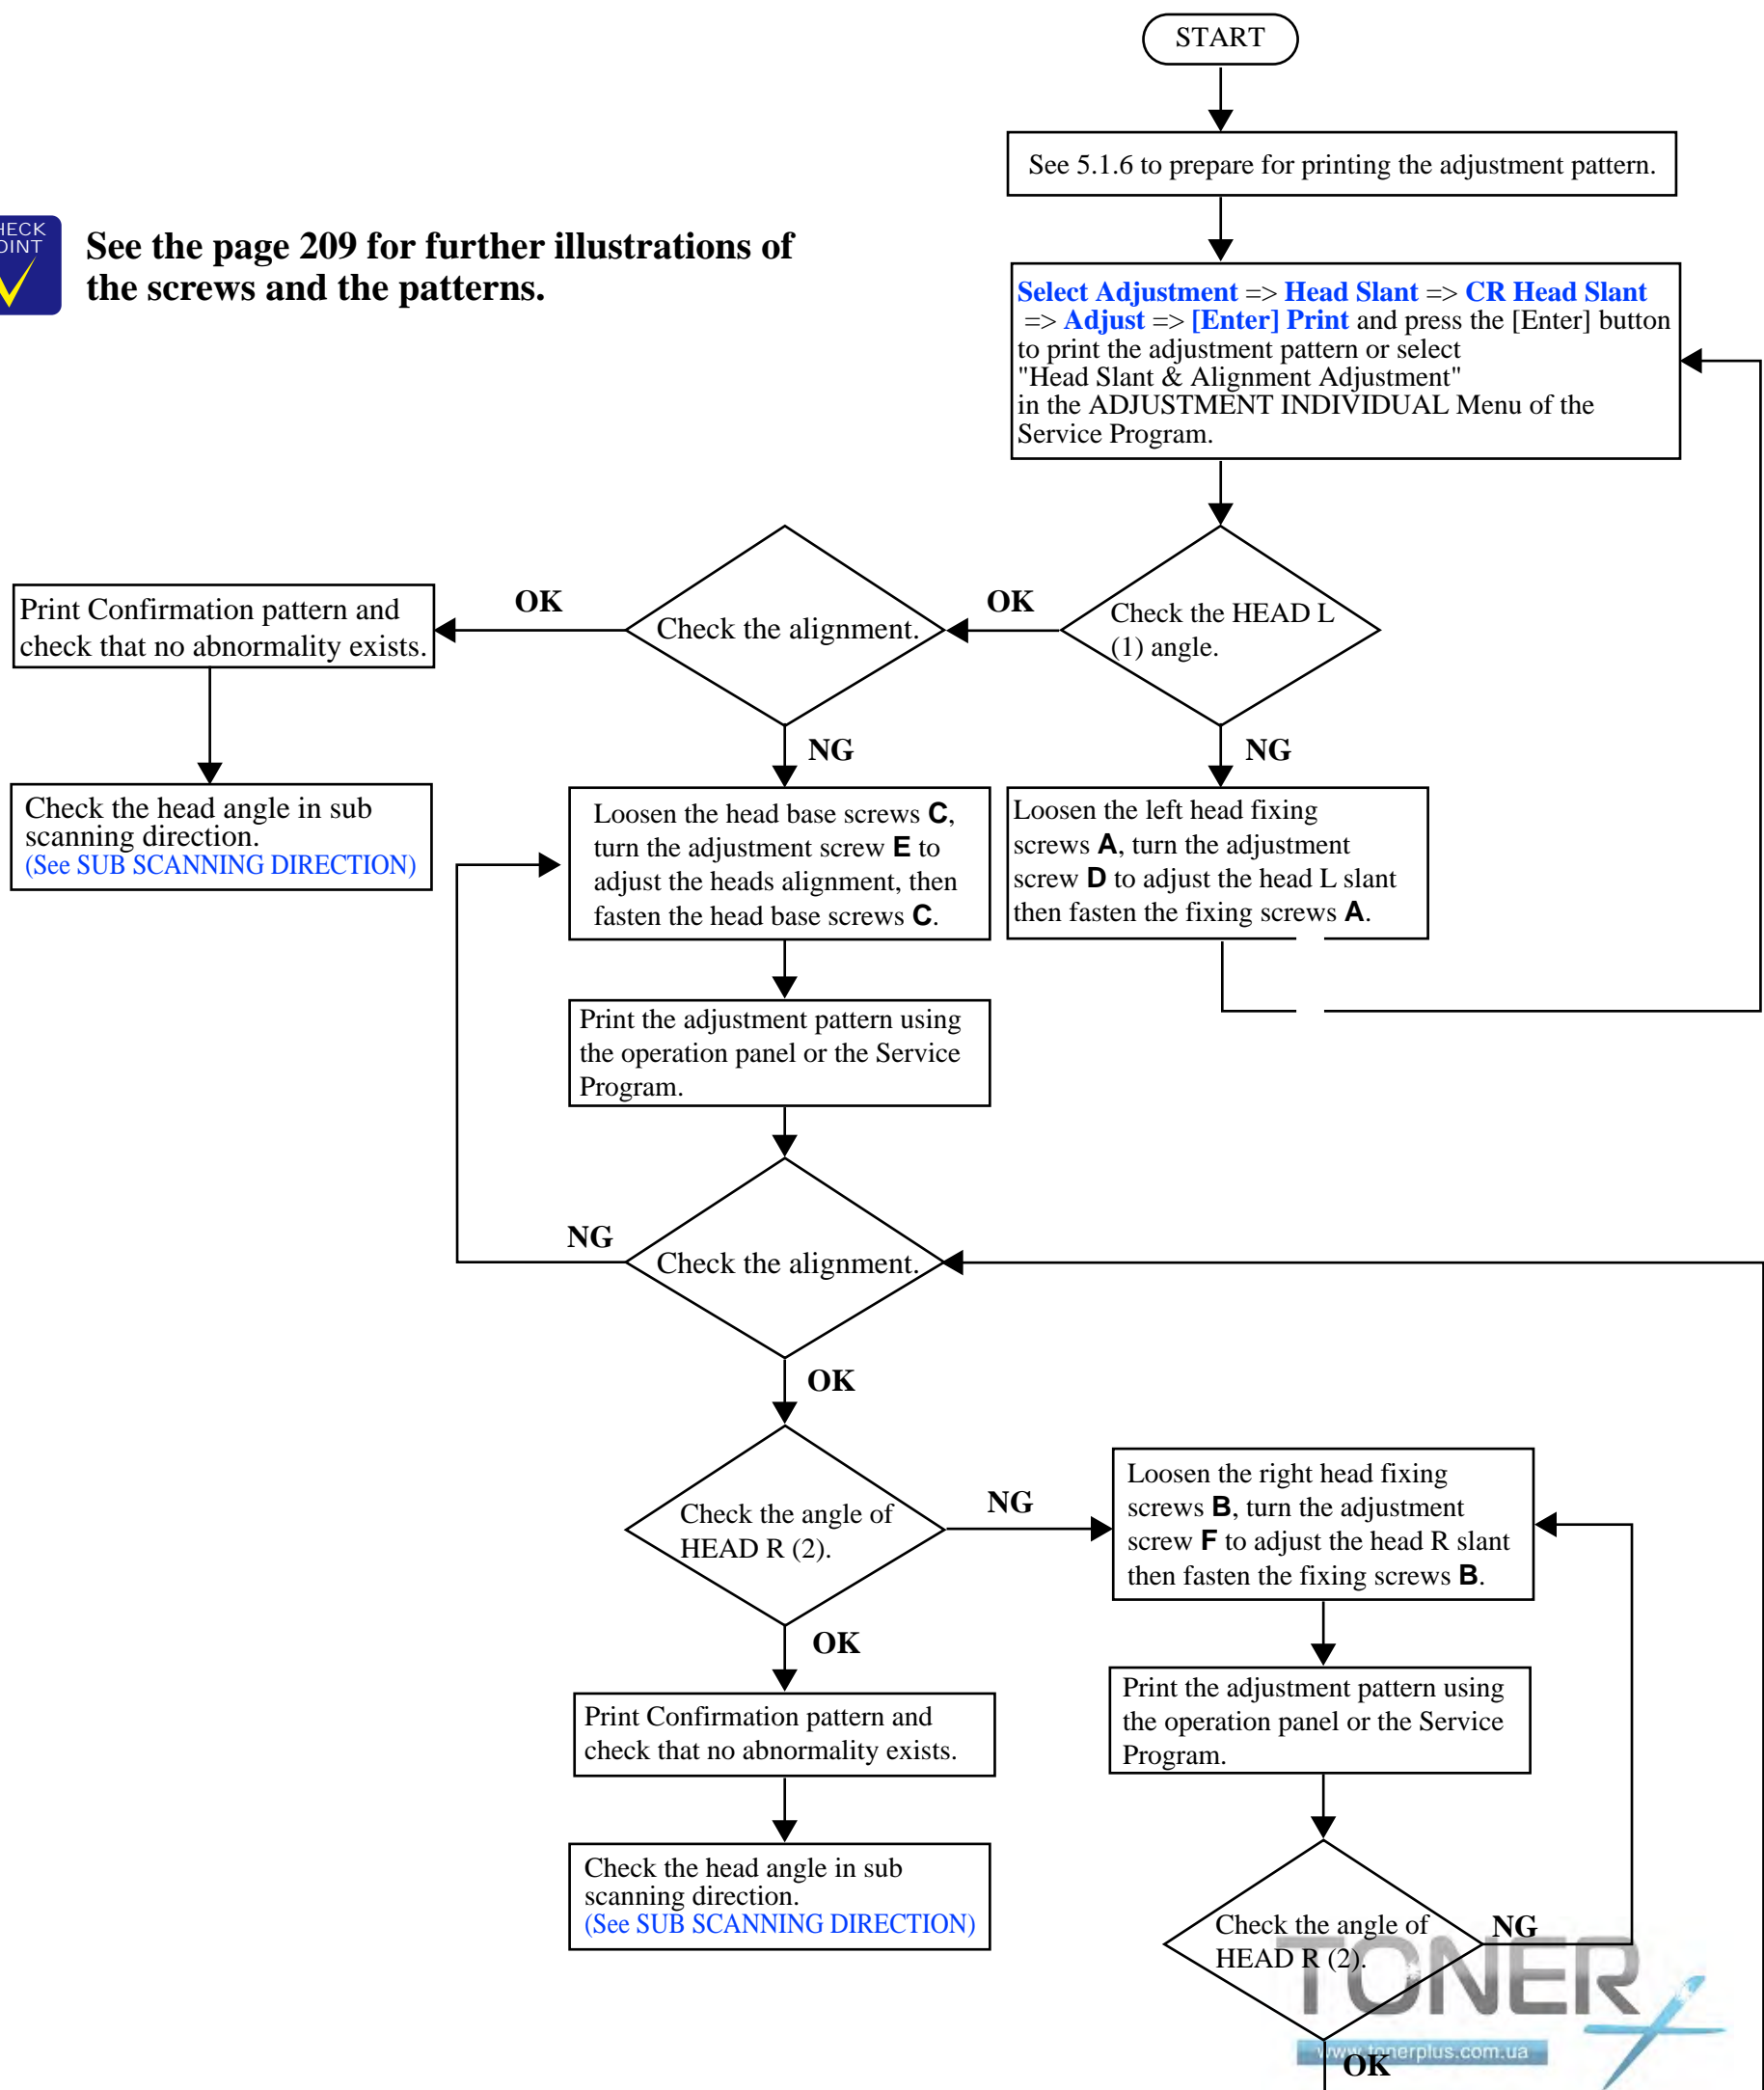 START
See 5.1.6 to prepare for printing the adjustment pattern.
See the page 209 for further illustrations of
the screws and the patterns.
Select Adjustment => Head Slant => CR Head Slant
=> Adjust => [Enter] Print and press the [Enter] button
to print the adjustment pattern or select
"Head Slant & Alignment Adjustment"
in the ADJUSTMENT INDIVIDUAL Menu of the
Service Program.
Check the HEAD L
(1) angle.
OK
Check the alignment.
OK
Print Confirmation pattern and
check that no abnormality exists.
NG
NG
Check the head angle in sub
scanning direction.
(See SUB SCANNING DIRECTION)
Loosen the head base screws C,
turn the adjustment screw E to
adjust the heads alignment, then
fasten the head base screws C.
Loosen the left head fixing
screws A, turn the adjustment
screw D to adjust the head L slant
then fasten the fixing screws A.
Print the adjustment pattern using
the operation panel or the Service
Program.
NG
Check the alignment.
OK
Check the angle of
HEAD R (2).
NG
Loosen the right head fixing
screws B, turn the adjustment
screw F to adjust the head R slant
then fasten the fixing screws B.
OK
Print Confirmation pattern and
check that no abnormality exists.
Print the adjustment pattern using
the operation panel or the Service
Program.
Check the head angle in sub
scanning direction.
(See SUB SCANNING DIRECTION)
Check the angle of
HEAD R (2).
NG
TONER
www.tonerplus.com.ua
OK